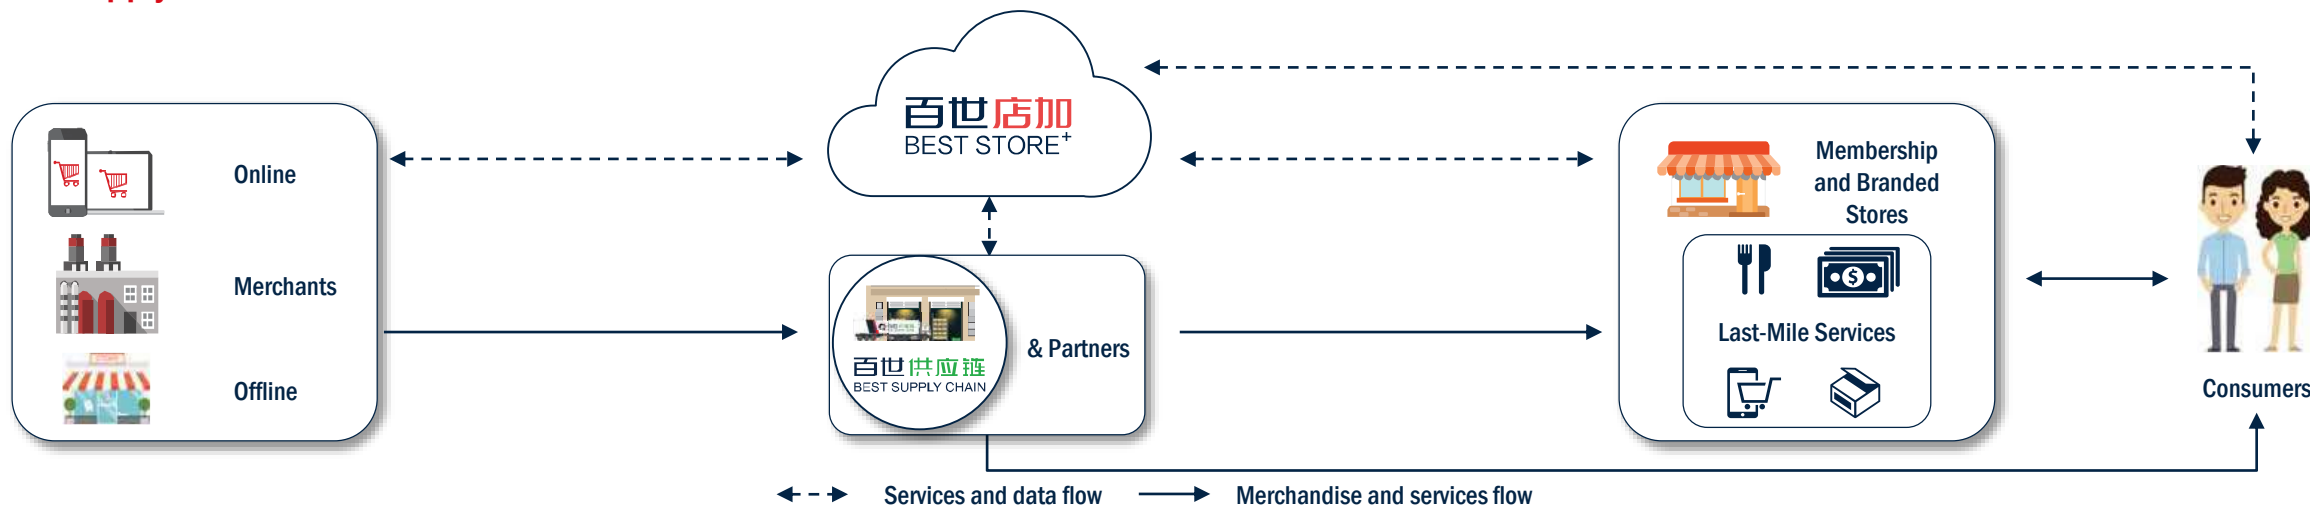 百世店加
BEST STORE+
Online
Merchants
Offline
百世供应链
BEST SUPPLY CHAIN
& Partners
Membership
and Branded
Stores
Last-Mile Services
Consumers
Services and data flow
Merchandise and services flow